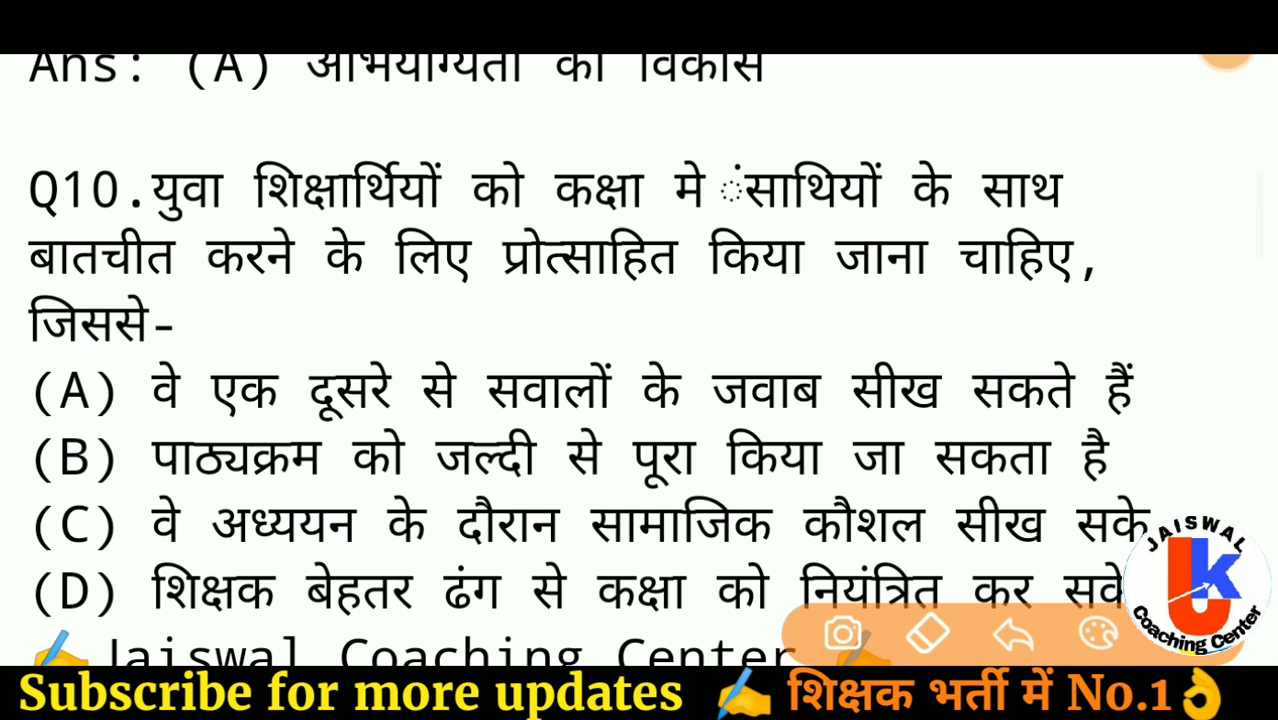 Ans: (A) अभियोग्यता का विकास
Q10.युवा शिक्षार्थियों को कक्षा मे ंसाथियों के साथ
बातचीत करने के लिए प्रोत्साहित किया जाना चाहिए,
जिससे-
(A) वे एक दूसरे से सवालों के जवाब सीख सकते हैं
(B) पाठ्यक्रम को जल्दी से पूरा किया जा सकता है
(C) वे अध्ययन के दौरान सामाजिक कौशल सीख सके
(D) शिक्षक बेहतर ढंग से कक्षा को नियंत्रित कर
✍️ Jaiswal Coaching Center ✍️
JAISWAL
UK
Coaching Center
Subscribe for more updates ✍️ शिक्षक भर्ती में No.1👌